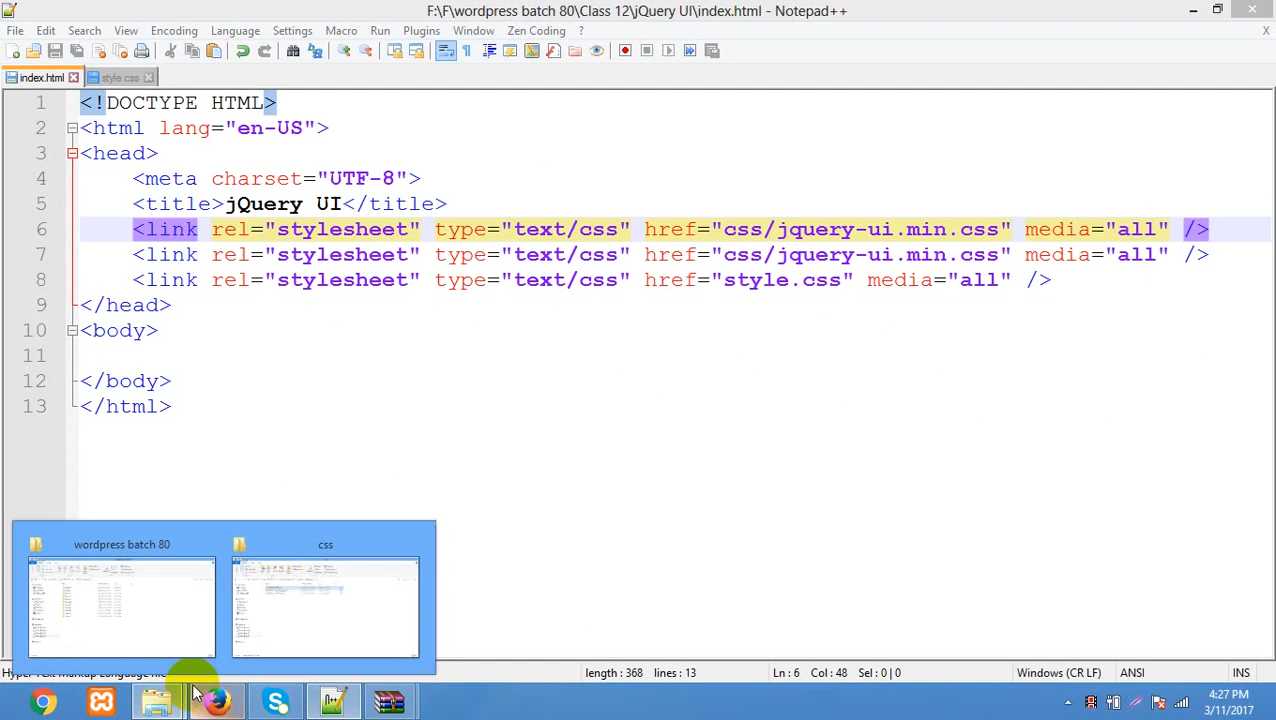 F:\F\wordpress batch 80\Class 12\jQuery UI\index.html - Notepad++
File Edit Search View Encoding Language Settings Macro Run Plugins Window Zen Coding ? X
index.html style.css
1 <!DOCTYPE HTML>
2 <html lang="en-US">
3 <head>
4 <meta charset="UTF-8">
5 <title>jQuery UI</title>
6 <link rel="stylesheet" type="text/css" href="css/jquery-ui.min.css" media="all" />
7 <link rel="stylesheet" type="text/css" href="css/jquery-ui.min.css" media="all" />
8 <link rel="stylesheet" type="text/css" href="style.css" media="all" />
9 </head>
10 <body>
11
12 </body>
13 </html>
wordpress batch 80 css
Hyper Text Markup Language file length : 368 lines : 13 Ln : 6 Col : 48 Sel : 0 | 0 Windows (CR LF) ANSI INS
4:27 PM
3/11/2017